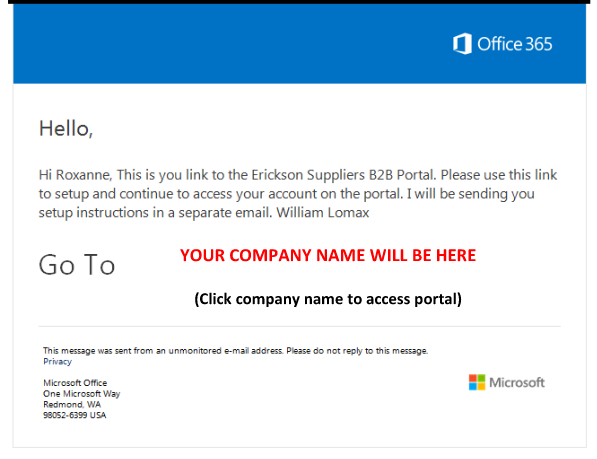 Office 365
Hello,
Hi Roxanne, This is you link to the Erickson Suppliers B2B Portal. Please use this link
to setup and continue to access your account on the portal. I will be sending you
setup instructions in a separate email. William Lomax
Go To
YOUR COMPANY NAME WILL BE HERE
(Click company name to access portal)
This message was sent from an unmonitored e-mail address. Please do not reply to this message.
Privacy
Microsoft Office
One Microsoft Way
Redmond, WA
98052-6399 USA
Microsoft